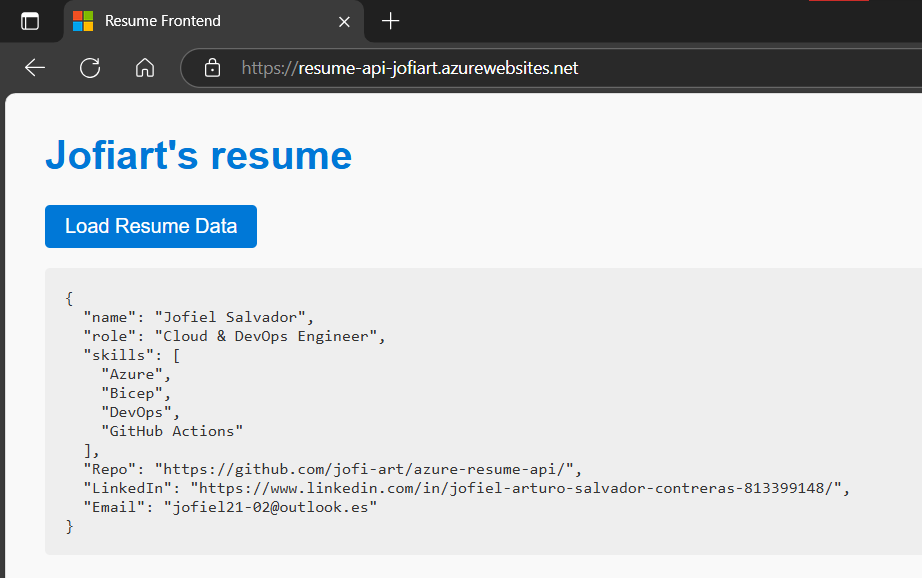 Resume Frontend
https://resume-api-jofiart.azurewebsites.net
Jofiart's resume
Load Resume Data
{
  "name": "Jofiel Salvador",
  "role": "Cloud & DevOps Engineer",
  "skills": [
    "Azure",
    "Bicep",
    "DevOps",
    "GitHub Actions"
  ],
  "Repo": "https://github.com/jofi-art/azure-resume-api/",
  "LinkedIn": "https://www.linkedin.com/in/jofiel-arturo-salvador-contreras-813399148/",
  "Email": "jofiel21-02@outlook.es"
}